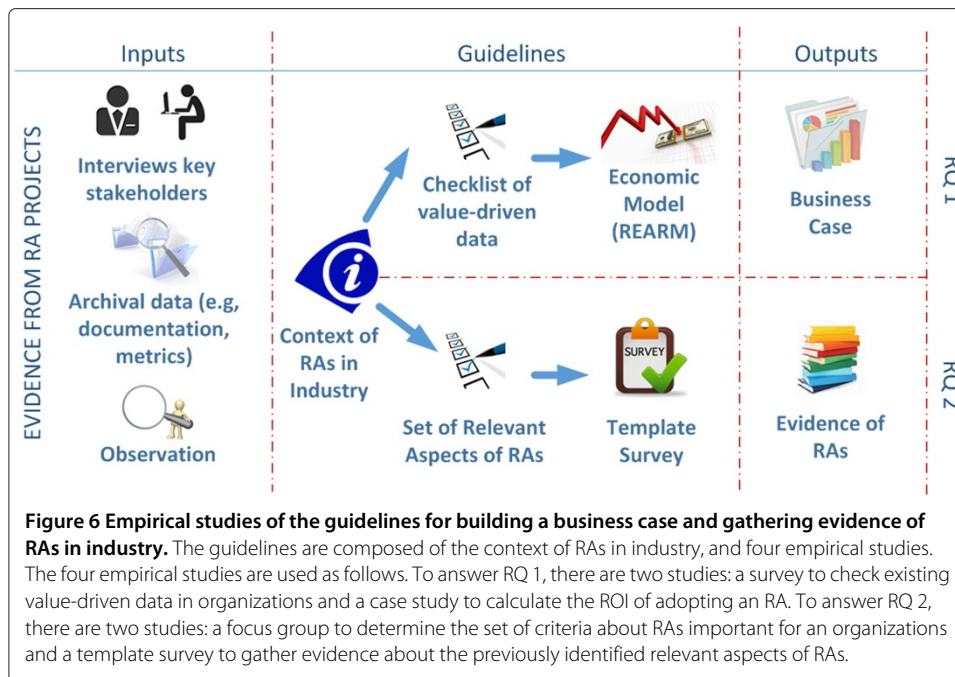 Inputs
Guidelines
Outputs
EVIDENCE FROM RA PROJECTS
Interviews key
stakeholders
Archival data (e.g,
documentation,
metrics)
Observation
Context of
RAs in
Industry
Checklist of
value-driven
data
Economic
Model
(REARM)
Business
Case
RQ 1
Set of Relevant
Aspects of RAs
SURVEY
Template
Survey
Evidence of
RAs
RQ 2
Figure 6 Empirical studies of the guidelines for building a business case and gathering evidence of
RAs in industry. The guidelines are composed of the context of RAs in industry, and four empirical studies.
The four empirical studies are used as follows. To answer RQ 1, there are two studies: a survey to check existing
value-driven data in organizations and a case study to calculate the ROI of adopting an RA. To answer RQ 2,
there are two studies: a focus group to determine the set of criteria about RAs important for an organizations
and a template survey to gather evidence about the previously identified relevant aspects of RAs.